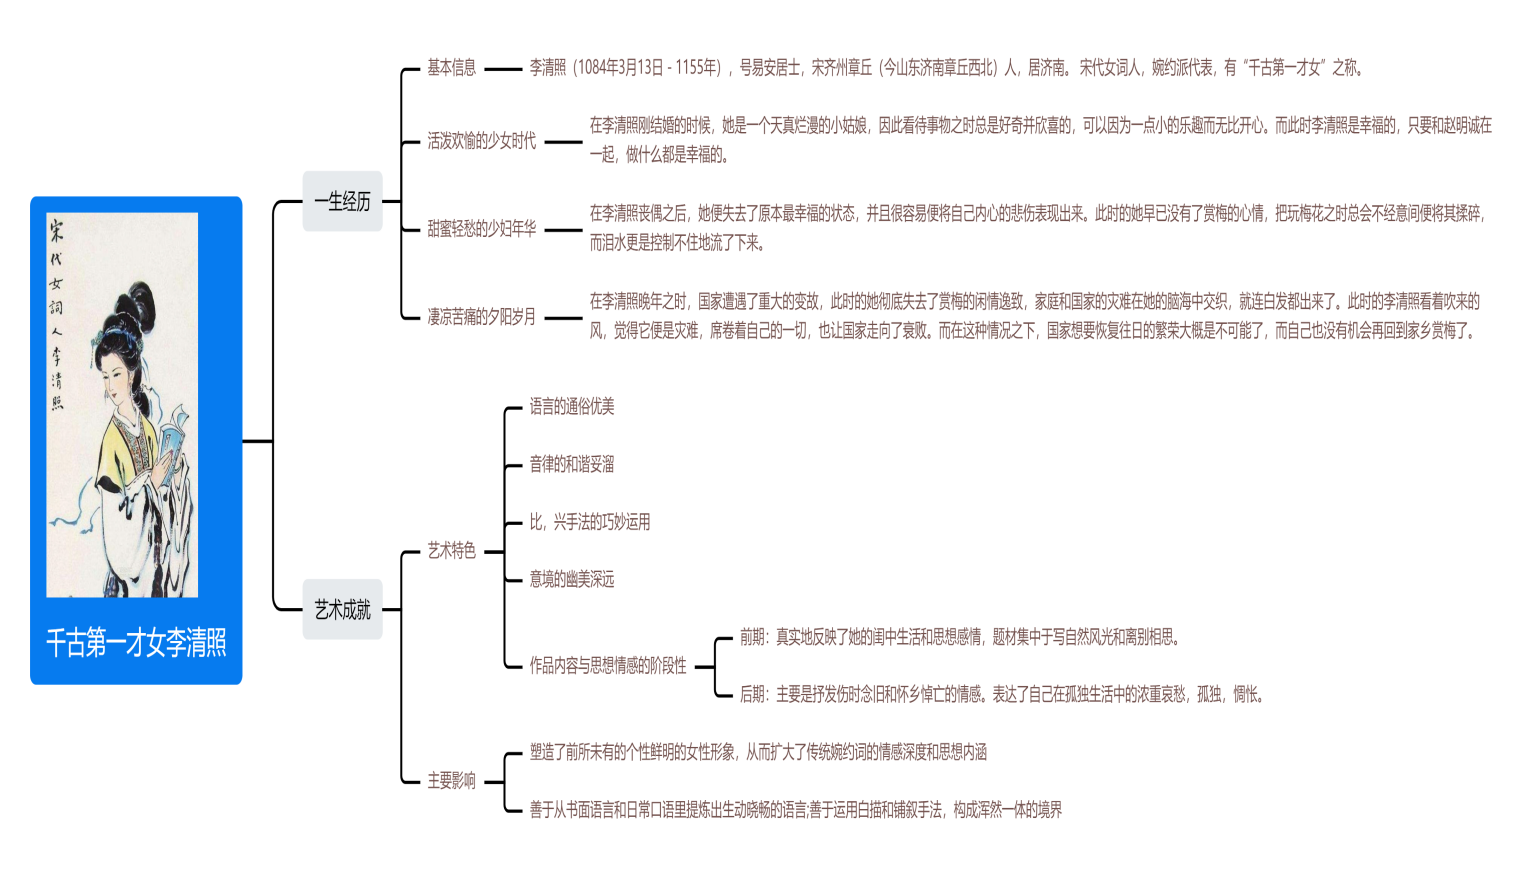 宋代女詞人李清照
千古第一才女李清照
一生经历
基本信息
李清照（1084年3月13日－1155年），号易安居士，宋齐州章丘（今山东济南章丘西北）人，居济南。 宋代女词人，婉约派代表，有“千古第一才女”之称。
活泼欢愉的少女时代
在李清照刚结婚的时候，她是一个天真烂漫的小姑娘，因此看待事物之时总是好奇并欣喜的，可以因为一点小的乐趣而无比开心。而此时李清照是幸福的，只要和赵明诚在
一起，做什么都是幸福的。
甜蜜轻愁的少妇年华
在李清照丧偶之后，她便失去了原本最幸福的状态，并且很容易便将自己内心的悲伤表现出来。此时的她早已没有了赏梅的心情，把玩梅花之时总会不经意间便将其揉碎，
而泪水更是控制不住地流了下来。
凄凉苦痛的夕阳岁月
在李清照晚年之时，国家遭遇了重大的变故，此时的她彻底失去了赏梅的闲情逸致，家庭和国家的灾难在她的脑海中交织，就连白发都出来了。此时的李清照看着吹来的
风，觉得它便是灾难，席卷着自己的一切，也让国家走向了衰败。而在这种情况之下，国家想要恢复往日的繁荣大概是不可能了，而自己也没有机会再回到家乡赏梅了。
艺术成就
艺术特色
语言的通俗优美
音律的和谐妥溜
比，兴手法的巧妙运用
意境的幽美深远
作品内容与思想情感的阶段性
前期：真实地反映了她的闺中生活和思想感情，题材集中于写自然风光和离别相思。
后期：主要是抒发伤时念旧和怀乡悼亡的情感。表达了自己在孤独生活中的浓重哀愁，孤独，惆怅。
主要影响
塑造了前所未有的个性鲜明的女性形象，从而扩大了传统婉约词的情感深度和思想内涵
善于从书面语言和日常口语里提炼出生动晓畅的语言;善于运用白描和铺叙手法，构成浑然一体的境界